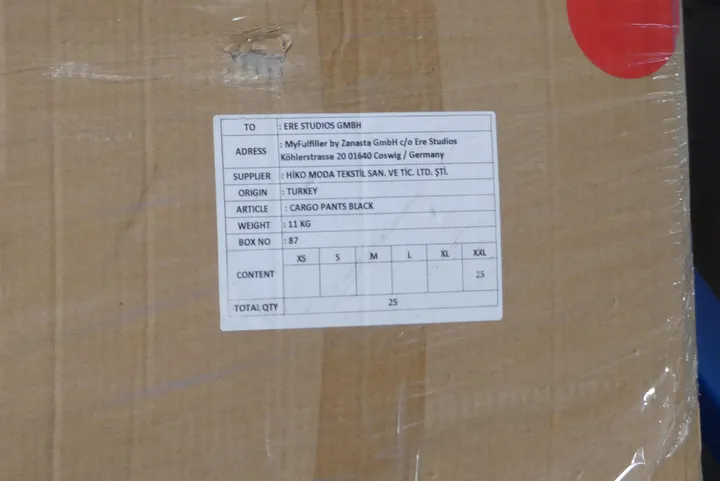 TO : ERE STUDIOS GMBH
ADRESS : MyFulfiller by Zanasta GmbH c/o Ere Studios
Köhlerstrasse 20 01640 Coswig / Germany
SUPPLIER : HİKO MODA TEKSTİL SAN. VE TİC. LTD. ŞTİ.
ORIGIN : TURKEY
ARTICLE : CARGO PANTS BLACK
WEIGHT : 11 KG
BOX NO : 87
CONTENT XS S M L XL XXL
25
TOTAL QTY 25